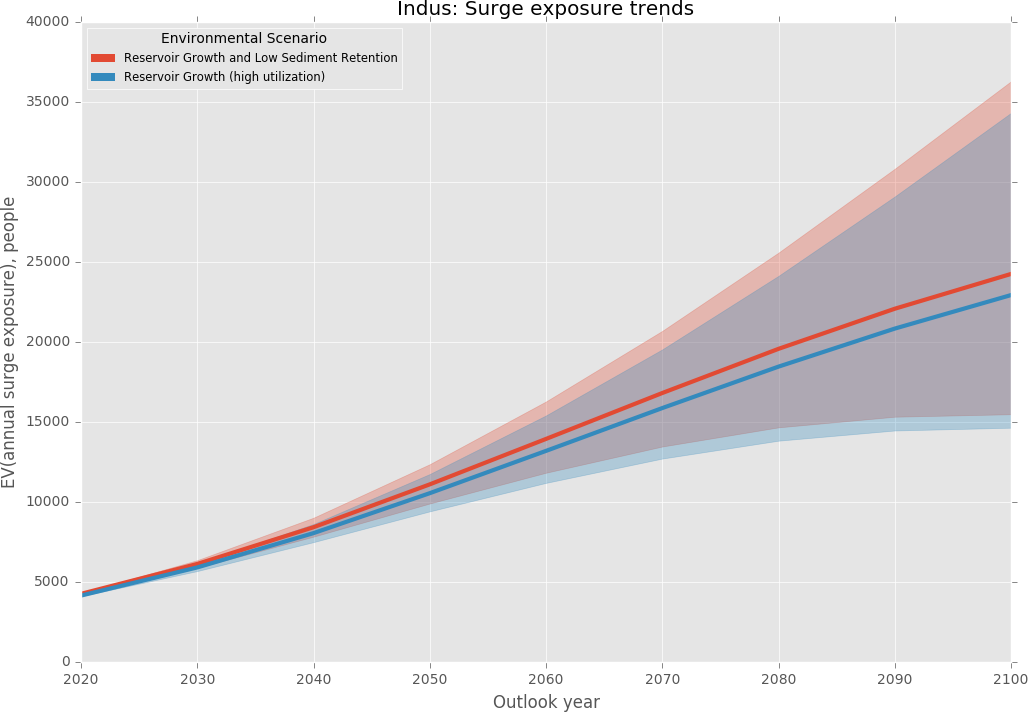 Indus: Surge exposure trends
Environmental Scenario
Reservoir Growth and Low Sediment Retention
Reservoir Growth (high utilization)
EV(annual surge exposure), people
40000
35000
30000
25000
20000
15000
10000
5000
0
2020 2030 2040 2050 2060 2070 2080 2090 2100
Outlook year